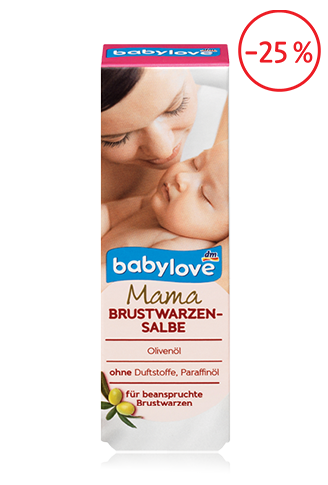 -25%
babylove
dm
babylove
Mama
BRUSTWARZEN-
SALBE
Olivenöl
ohne Duftstoffe, Paraffinöl
für beanspruchte
Brustwarzen